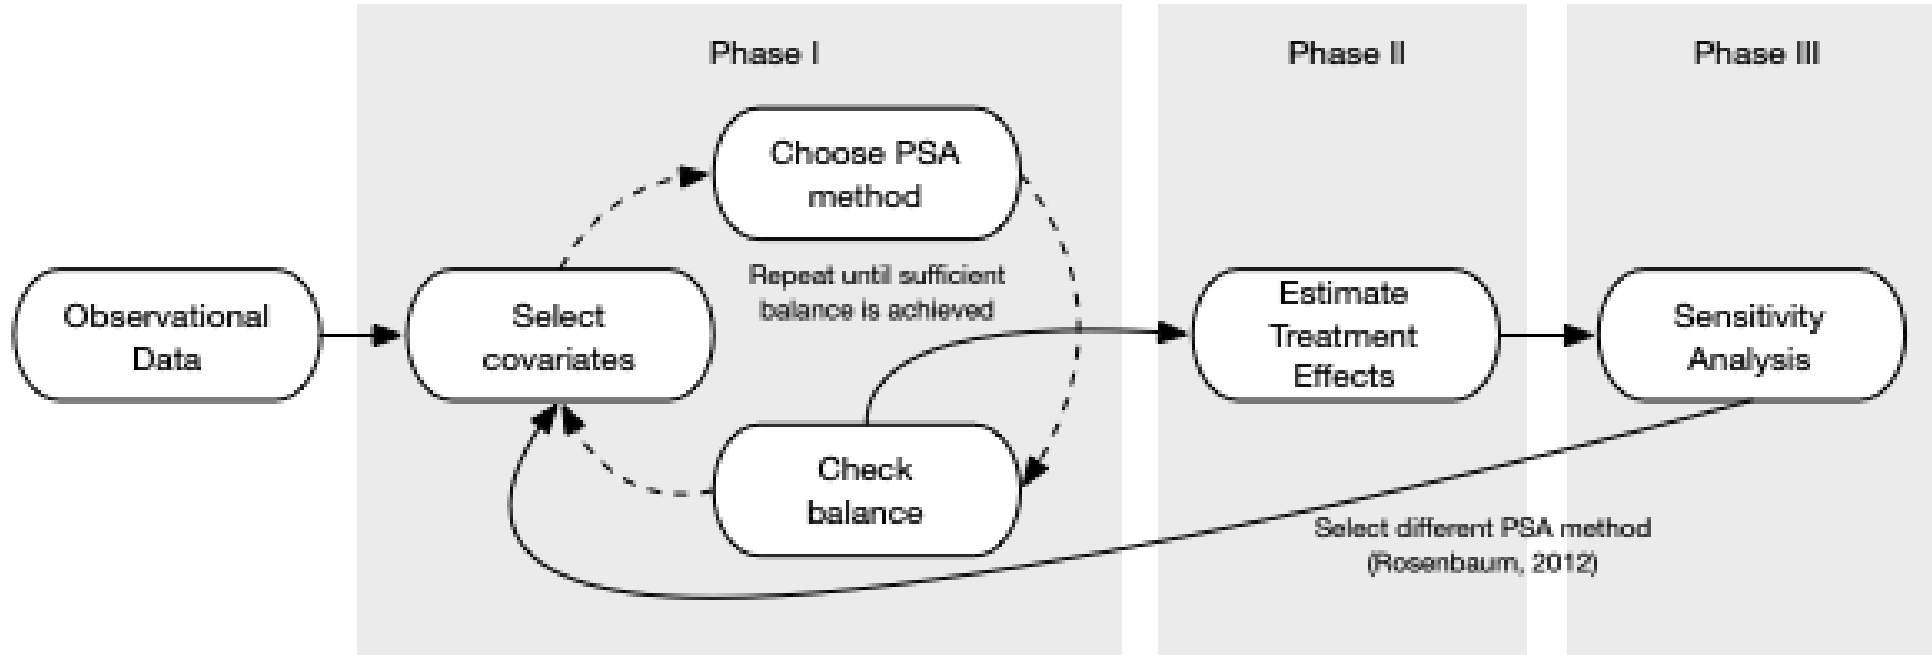 Phase I
Phase II
Phase III
Choose PSA
method
Repeat until sufficient
balance is achieved
Observational
Data
Select
covariates
Estimate
Treatment
Effects
Sensitivity
Analysis
Check
balance
Select different PSA method
(Rosenbaum, 2012)